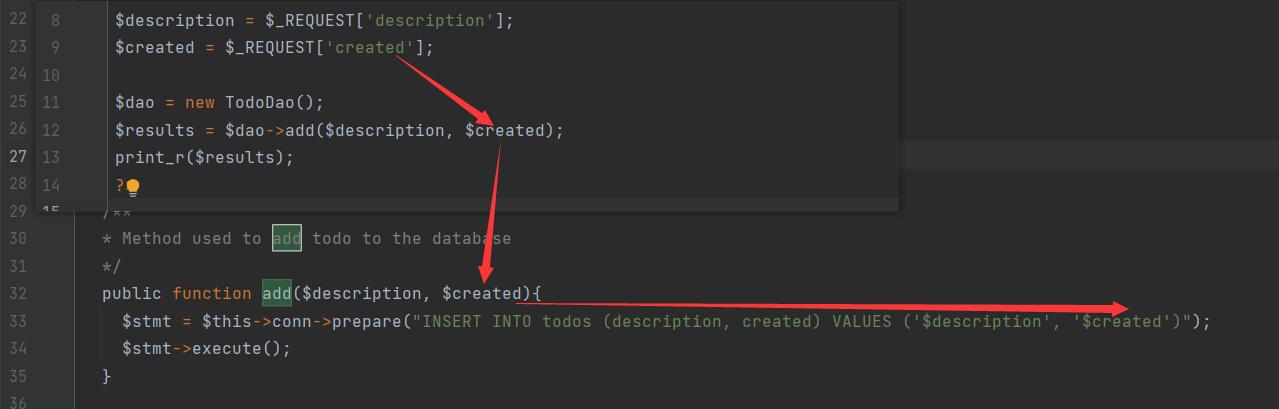 22 8 $description = $_REQUEST['description'];
23 9 $created = $_REQUEST['created'];
24 10
25 11 $dao = new TodoDao();
26 12 $results = $dao->add($description, $created);
27 13 print_r($results);
28 14 ?
29 15 /**
30 * Method used to add todo to the database
31 */
32 public function add($description, $created){
33 $stmt = $this->conn->prepare("INSERT INTO todos (description, created) VALUES ('$description', '$created')");
34 $stmt->execute();
35 }
36